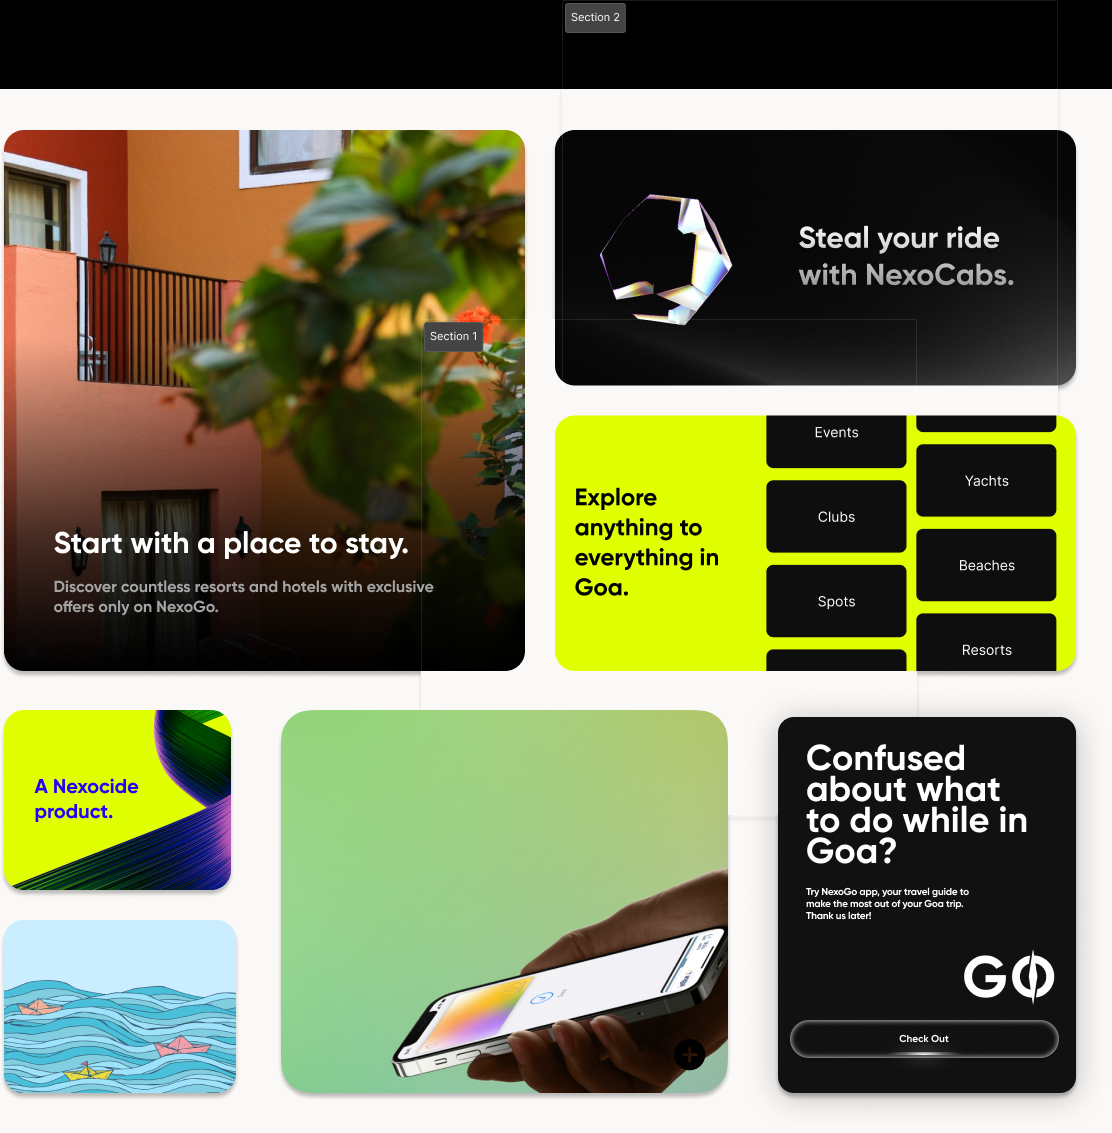 Section 2
Steal your ride
with NexoCabs.
Section 1
Start with a place to stay.
Discover countless resorts and hotels with exclusive
offers only on NexoGo.
Explore
anything to
everything in
Goa.
Events
Clubs
Spots
Yachts
Beaches
Resorts
A Nexocide
product.
Confused
about what
to do while in
Goa?
Try NexoGo app, your travel guide to
make the most out of your Goa trip.
Thank us later!
GO
Check Out